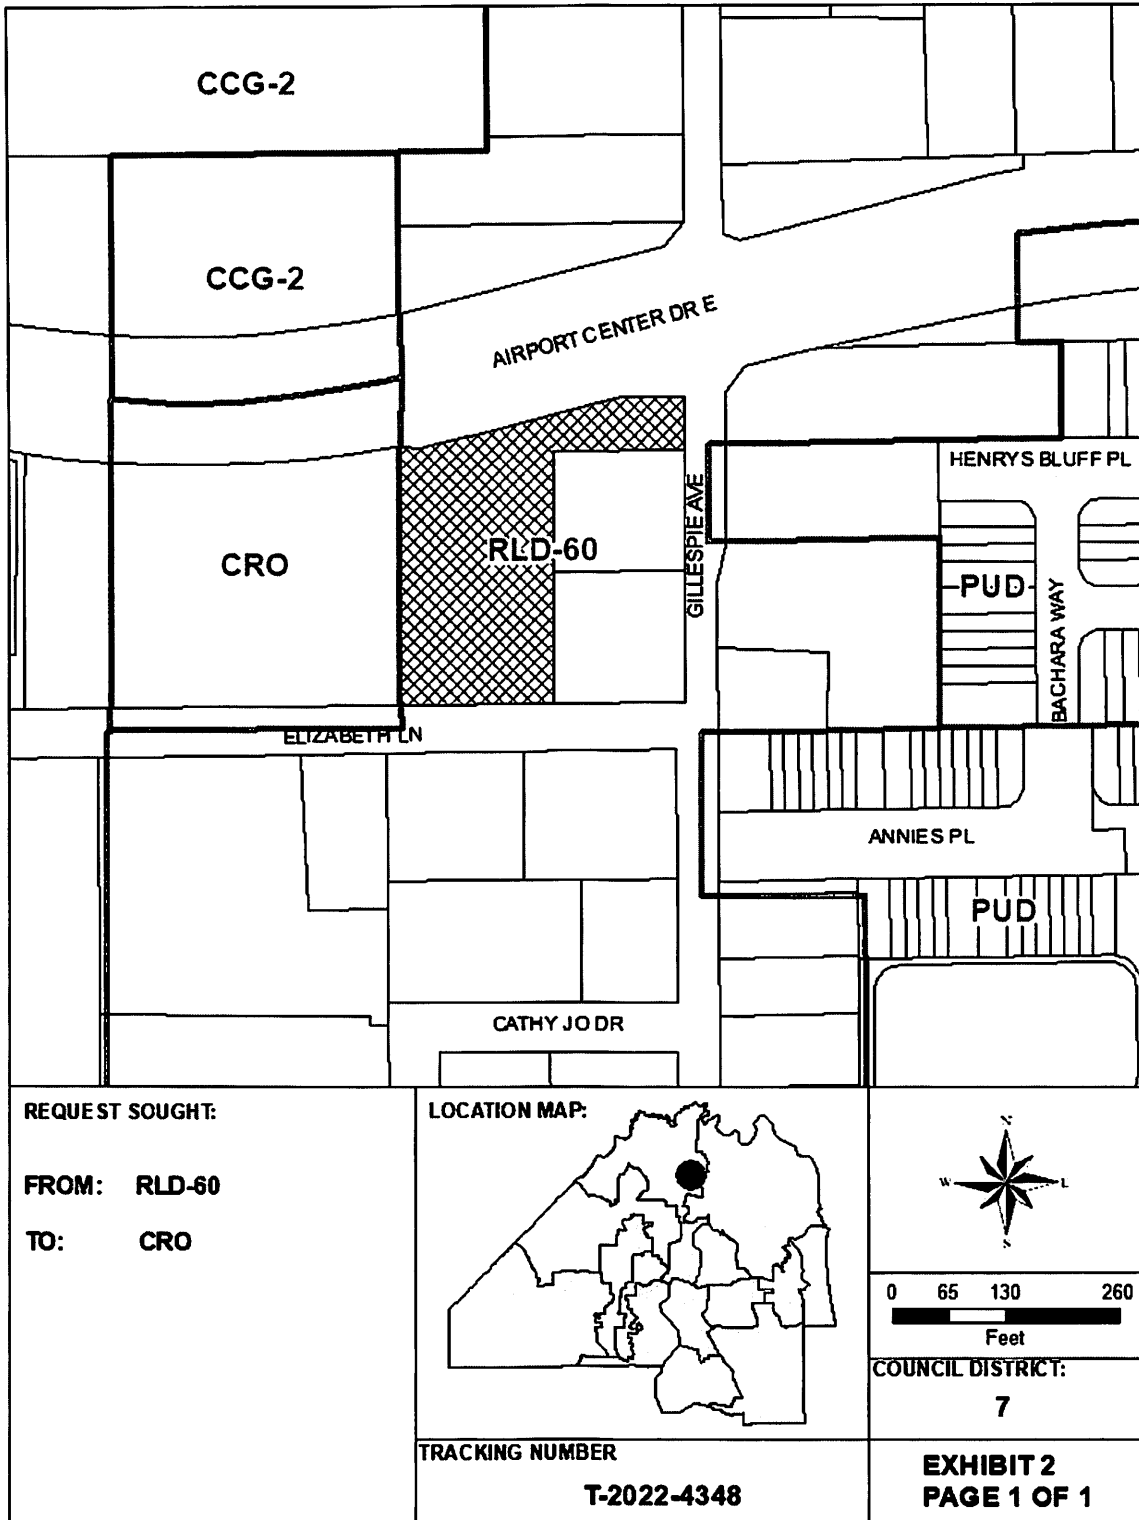 CCG-2
CCG-2
AIRPORT CENTER DR E
HENRYS BLUFF PL
GILLESPIE AVE
RLD-60
CRO
PUD
BACHARA WAY
ELIZABETH LN
ANNIES PL
PUD
CATHY JO DR
REQUEST SOUGHT:
FROM: RLD-60
TO: CRO
LOCATION MAP:
N
W
S
0 65 130 260
Feet
COUNCIL DISTRICT:
7
TRACKING NUMBER
T-2022-4348
EXHIBIT 2
PAGE 1 OF 1